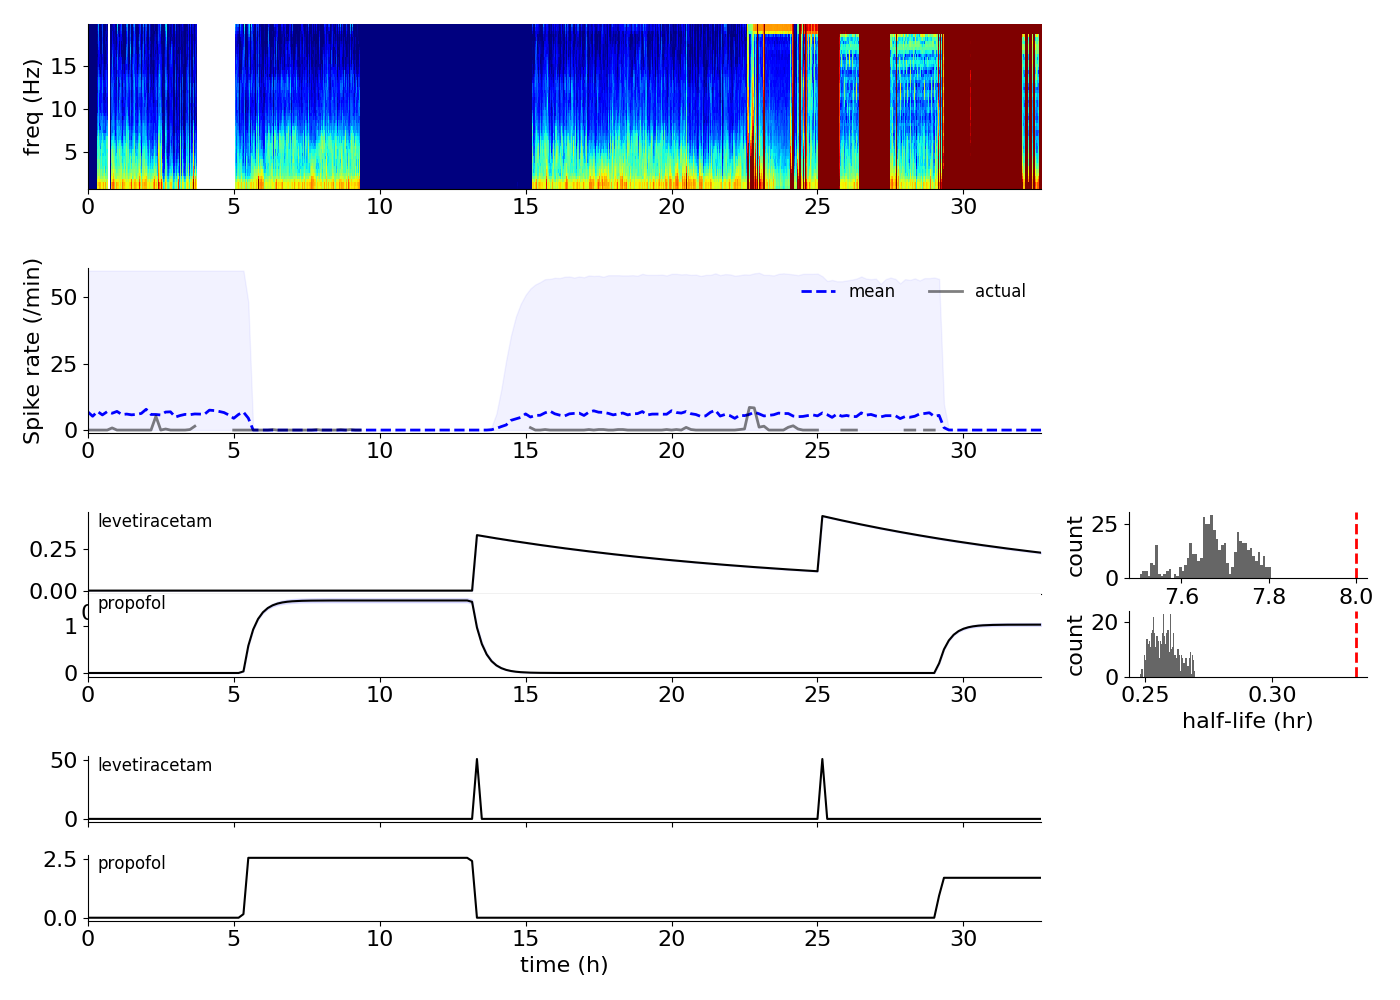 freq (Hz)
15
10
5
0 5 10 15 20 25 30
Spike rate (/min)
50
25
0
mean actual
0 5 10 15 20 25 30
levetiracetam
0.25
0.00
0
propofol
1
0
0 5 10 15 20 25 30
count
25
0
7.6 7.8 8.0
count
20
0
0.25 0.30
half-life (hr)
levetiracetam
50
0
propofol
2.5
0.0
0 5 10 15 20 25 30
time (h)